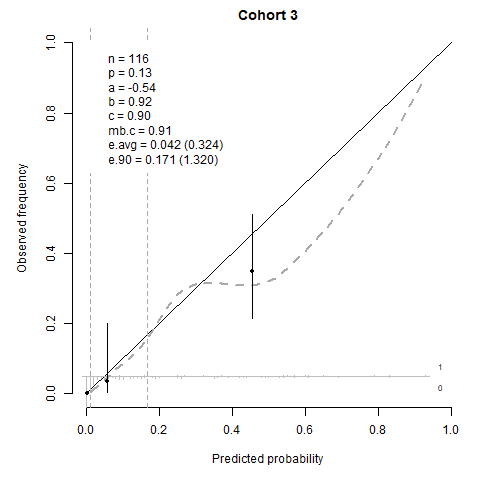 Cohort 3
n = 116
p = 0.13
a = -0.54
b = 0.92
c = 0.90
mb.c = 0.91
e.avg = 0.042 (0.324)
e.90 = 0.171 (1.320)
Observed frequency
1.0
0.8
0.6
0.4
0.2
0.0
1
0
0.0 0.2 0.4 0.6 0.8 1.0
Predicted probability